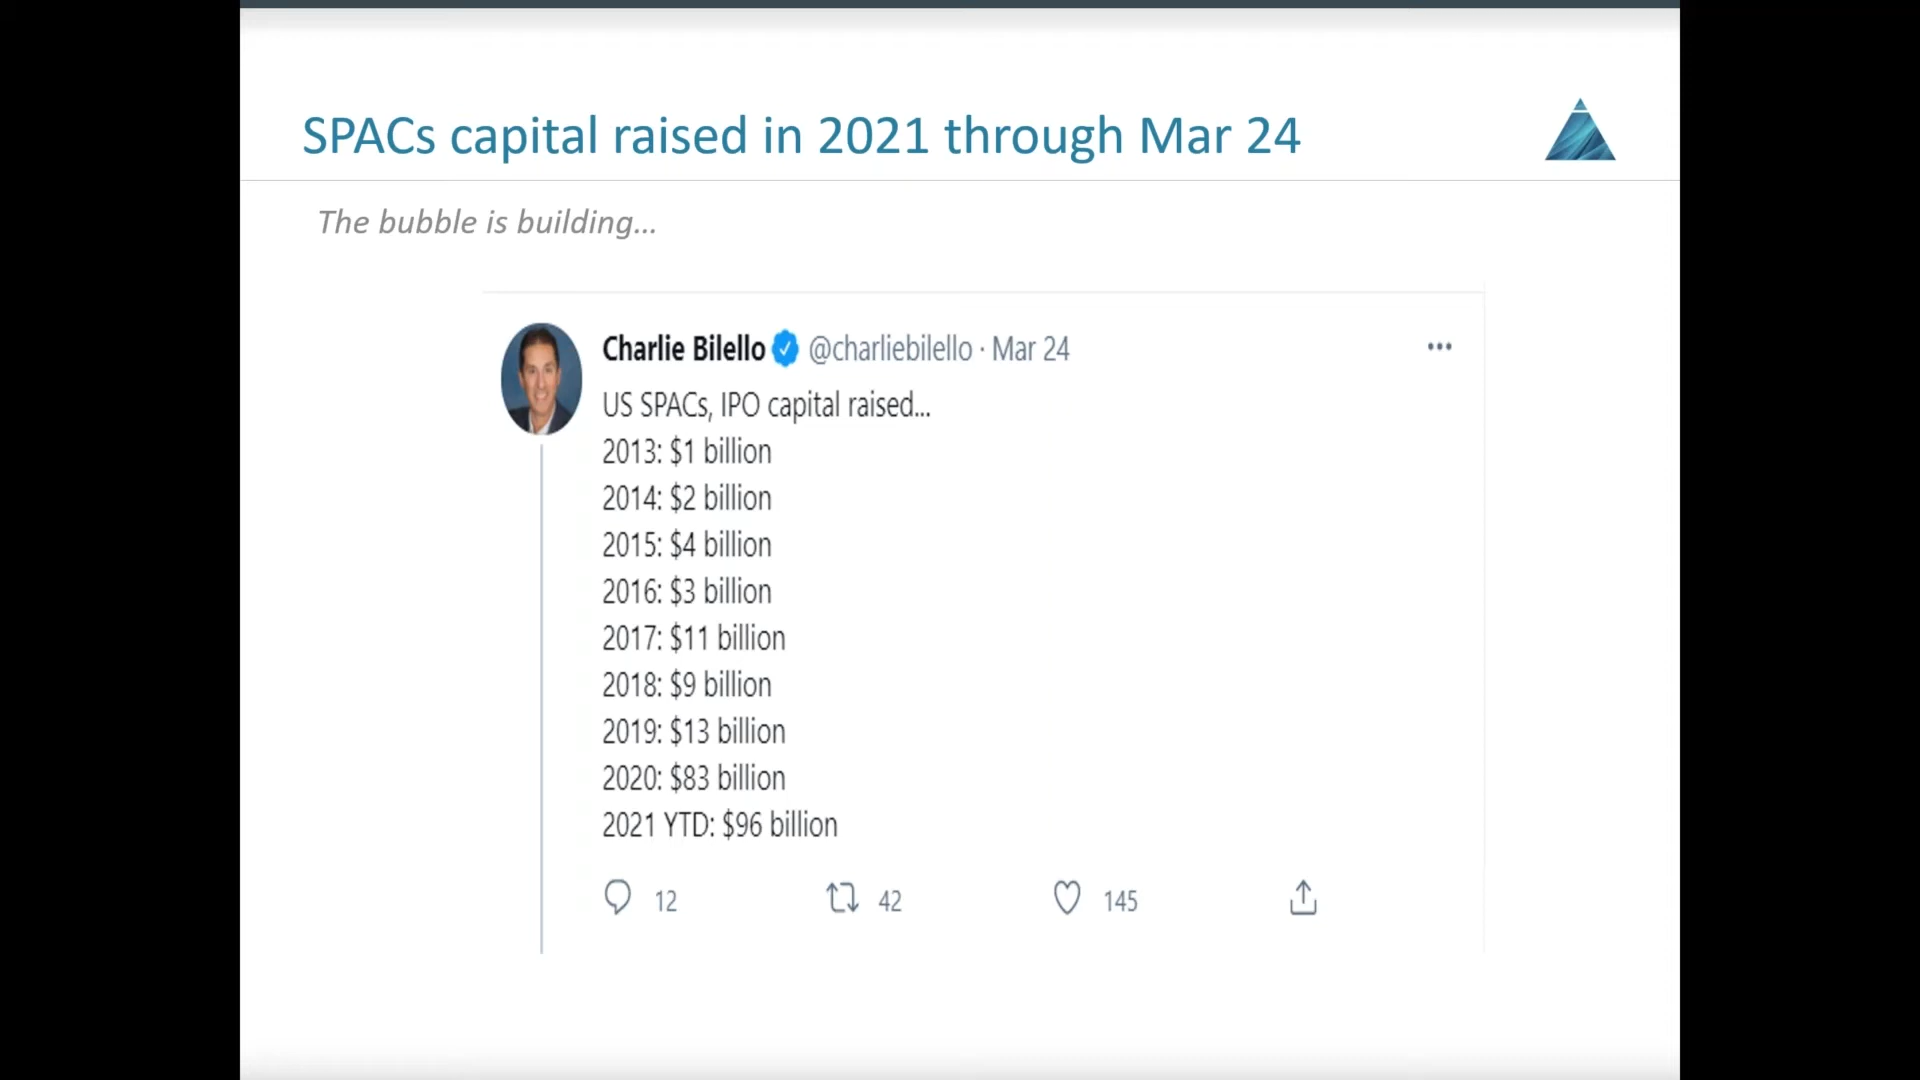 SPACs capital raised in 2021 through Mar 24
The bubble is building...
Charlie Bilello @charliebilello · Mar 24
US SPACs, IPO capital raised...
2013: $1 billion
2014: $2 billion
2015: $4 billion
2016: $3 billion
2017: $11 billion
2018: $9 billion
2019: $13 billion
2020: $83 billion
2021 YTD: $96 billion
12 42 145